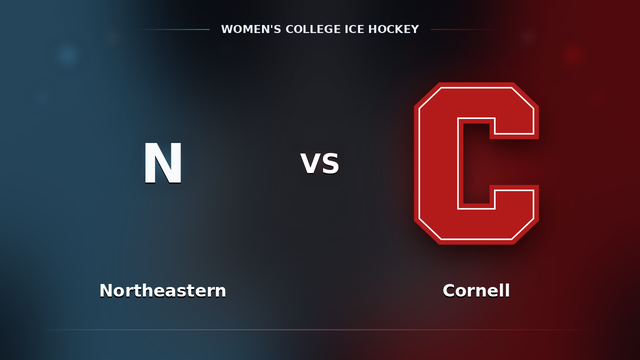 WOMEN'S COLLEGE ICE HOCKEY
N
VS
C
Northeastern
Cornell